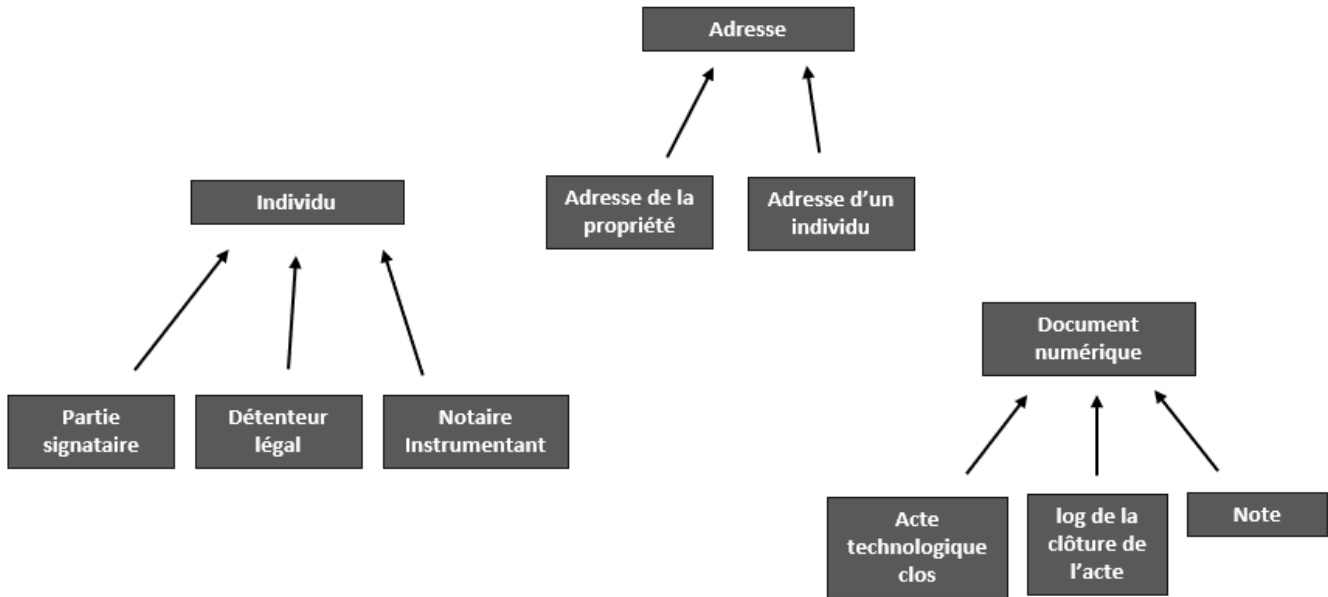 Adresse
Adresse de la
propriété
Adresse d’un
individu
Individu
Partie
signataire
Détenteur
légal
Notaire
Instrumentant
Document
numérique
Acte
technologique
clos
log de la
clôture de
l’acte
Note